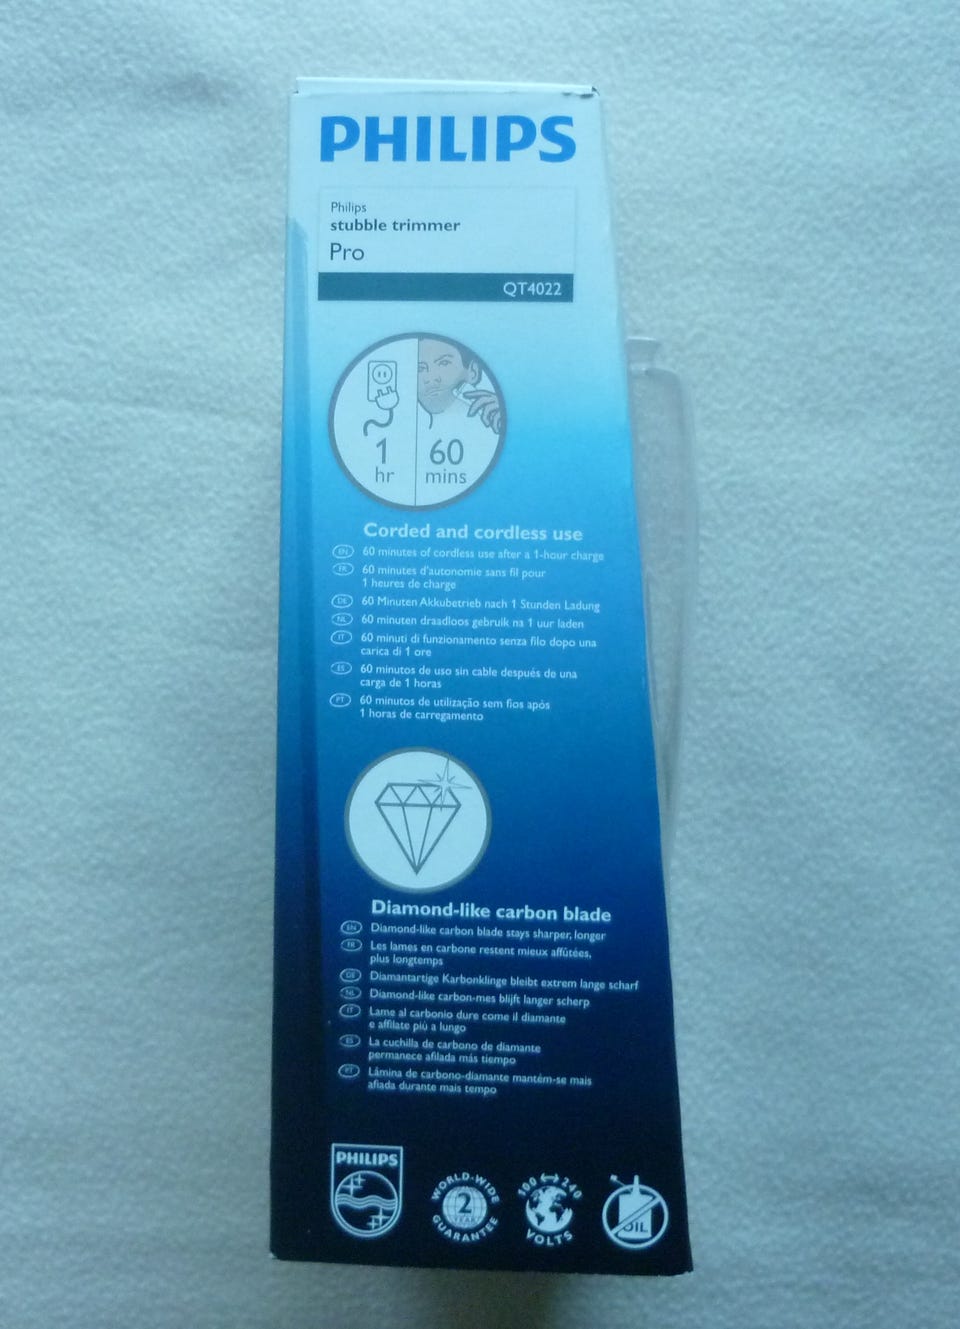 PHILIPS
Philips
stubble trimmer
Pro
QT4022
1
hr
60
mins
Corded and cordless use
EN 60 minutes of cordless use after a 1-hour charge
FR 60 minutes d'autonomie sans fil pour
1 heures de charge
DE 60 Minuten Akkubetrieb nach 1 Stunden Ladung
NL 60 minuten draadloos gebruik na 1 uur laden
IT 60 minuti di funzionamento senza filo dopo una
carica di 1 ore
ES 60 minutos de uso sin cable después de una
carga de 1 horas
PT 60 minutos de utilização sem fios após
1 horas de carregamento
Diamond-like carbon blade
EN Diamond-like carbon blade stays sharper, longer
FR Les lames en carbone restent mieux affûtées,
plus longtemps
DE Diamantartige Karbonklinge bleibt extrem lange scharf
NL Diamond-like carbon-mes blijft langer scherp
IT Lame al carbonio dure come il diamante
e affilate più a lungo
ES La cuchilla de carbono de diamante
permanece afilada más tiempo
PT Lâmina de carbono-diamante mantém-se mais
afiada durante mais tempo
PHILIPS
WORLD-WIDE
2
YEAR
GUARANTEE
100 240
VOLTS
OIL